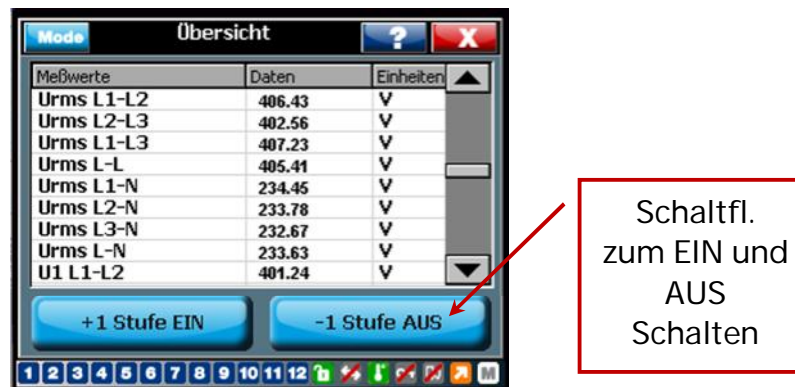 Mode Übersicht ? X
Meßwerte Daten Einheiten
Urms L1-L2 406.43 V
Urms L2-L3 402.56 V
Urms L1-L3 407.23 V
Urms L-L 405.41 V
Urms L1-N 234.45 V
Urms L2-N 233.78 V
Urms L3-N 232.67 V
Urms L-N 233.63 V
U1 L1-L2 401.24 V
+1 Stufe EIN -1 Stufe AUS
1 2 3 4 5 6 7 8 9 10 11 12 M
Schaltfl.
zum EIN und
AUS
Schalten